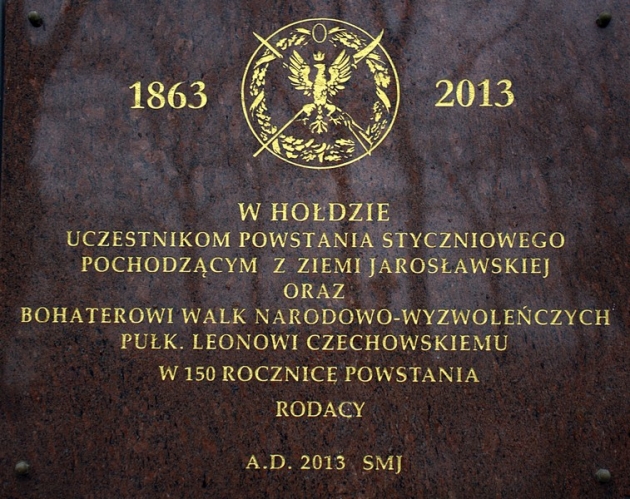 1863 2013
W HOŁDZIE
UCZESTNIKOM POWSTANIA STYCZNIOWEGO
POCHODZĄCYM Z ZIEMI JAROSŁAWSKIEJ
ORAZ
BOHATEROWI WALK NARODOWO-WYZWOLEŃCZYCH
PUŁK. LEONOWI CZECHOWSKIEMU
W 150 ROCZNICĘ POWSTANIA
RODACY
A.D. 2013 SMJ